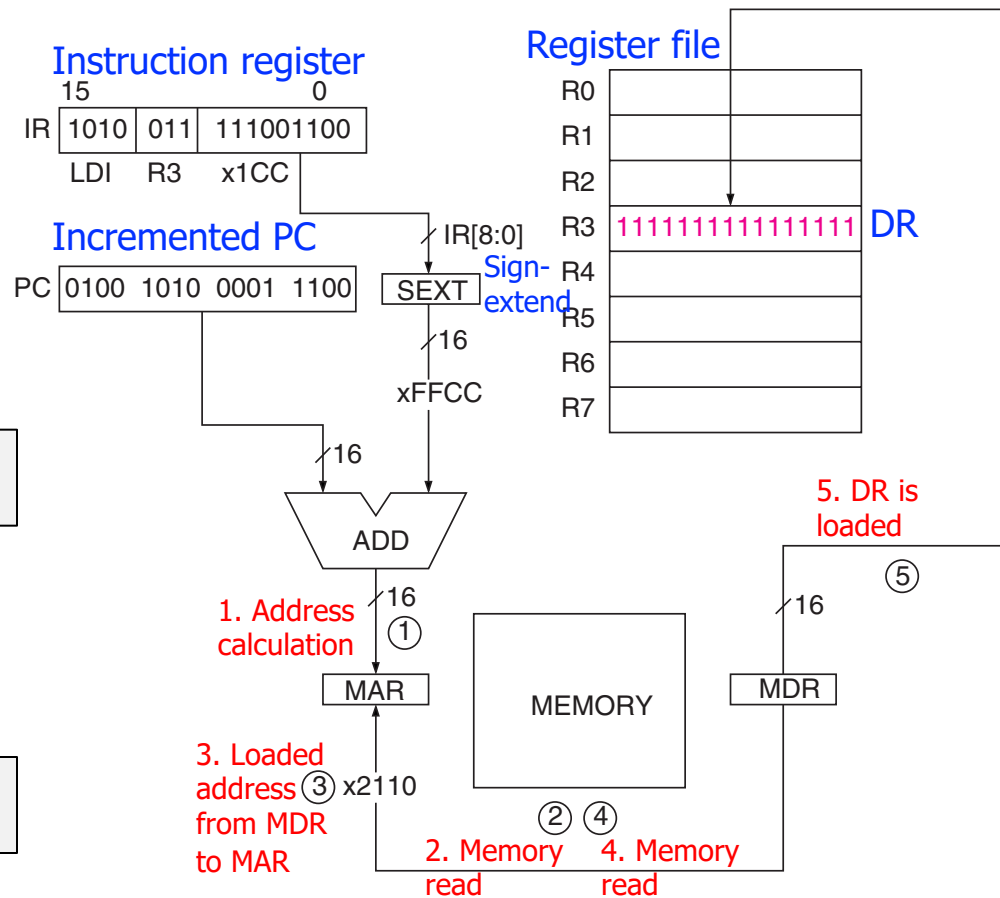 Instruction register
15 0
IR 1010 011 111001100
LDI R3 x1CC
IR[8:0]
Incremented PC
PC 0100 1010 0001 1100
SEXT
Sign-
extend
16
xFFCC
16
ADD
16
1. Address
calculation
1
MAR
3. Loaded
address
from MDR
to MAR
3 x2110
MEMORY
2 4
2. Memory
read
4. Memory
read
Register file
R0
R1
R2
R3 1111111111111111 DR
R4
R5
R6
R7
5. DR is
loaded
5
16
MDR